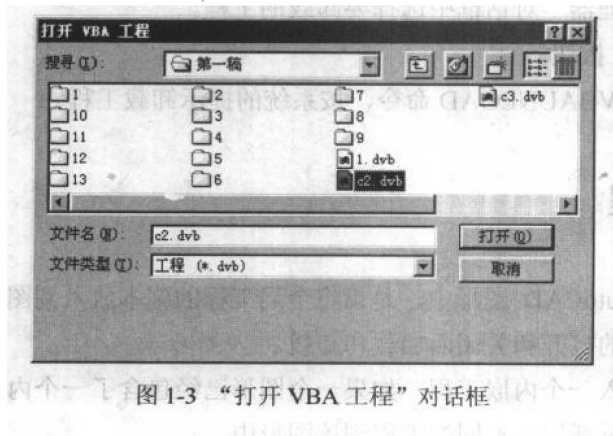 打开 VBA 工程
搜寻(I): 第一稿
1 2 7 c3.dvb
10 3 8
11 4 9
12 5 1.dvb
13 6 c2.dvb
文件名(N): c2.dvb 打开(O)
文件类型(T): 工程 (*.dvb) 取消
图 1-3 “打开 VBA 工程”对话框